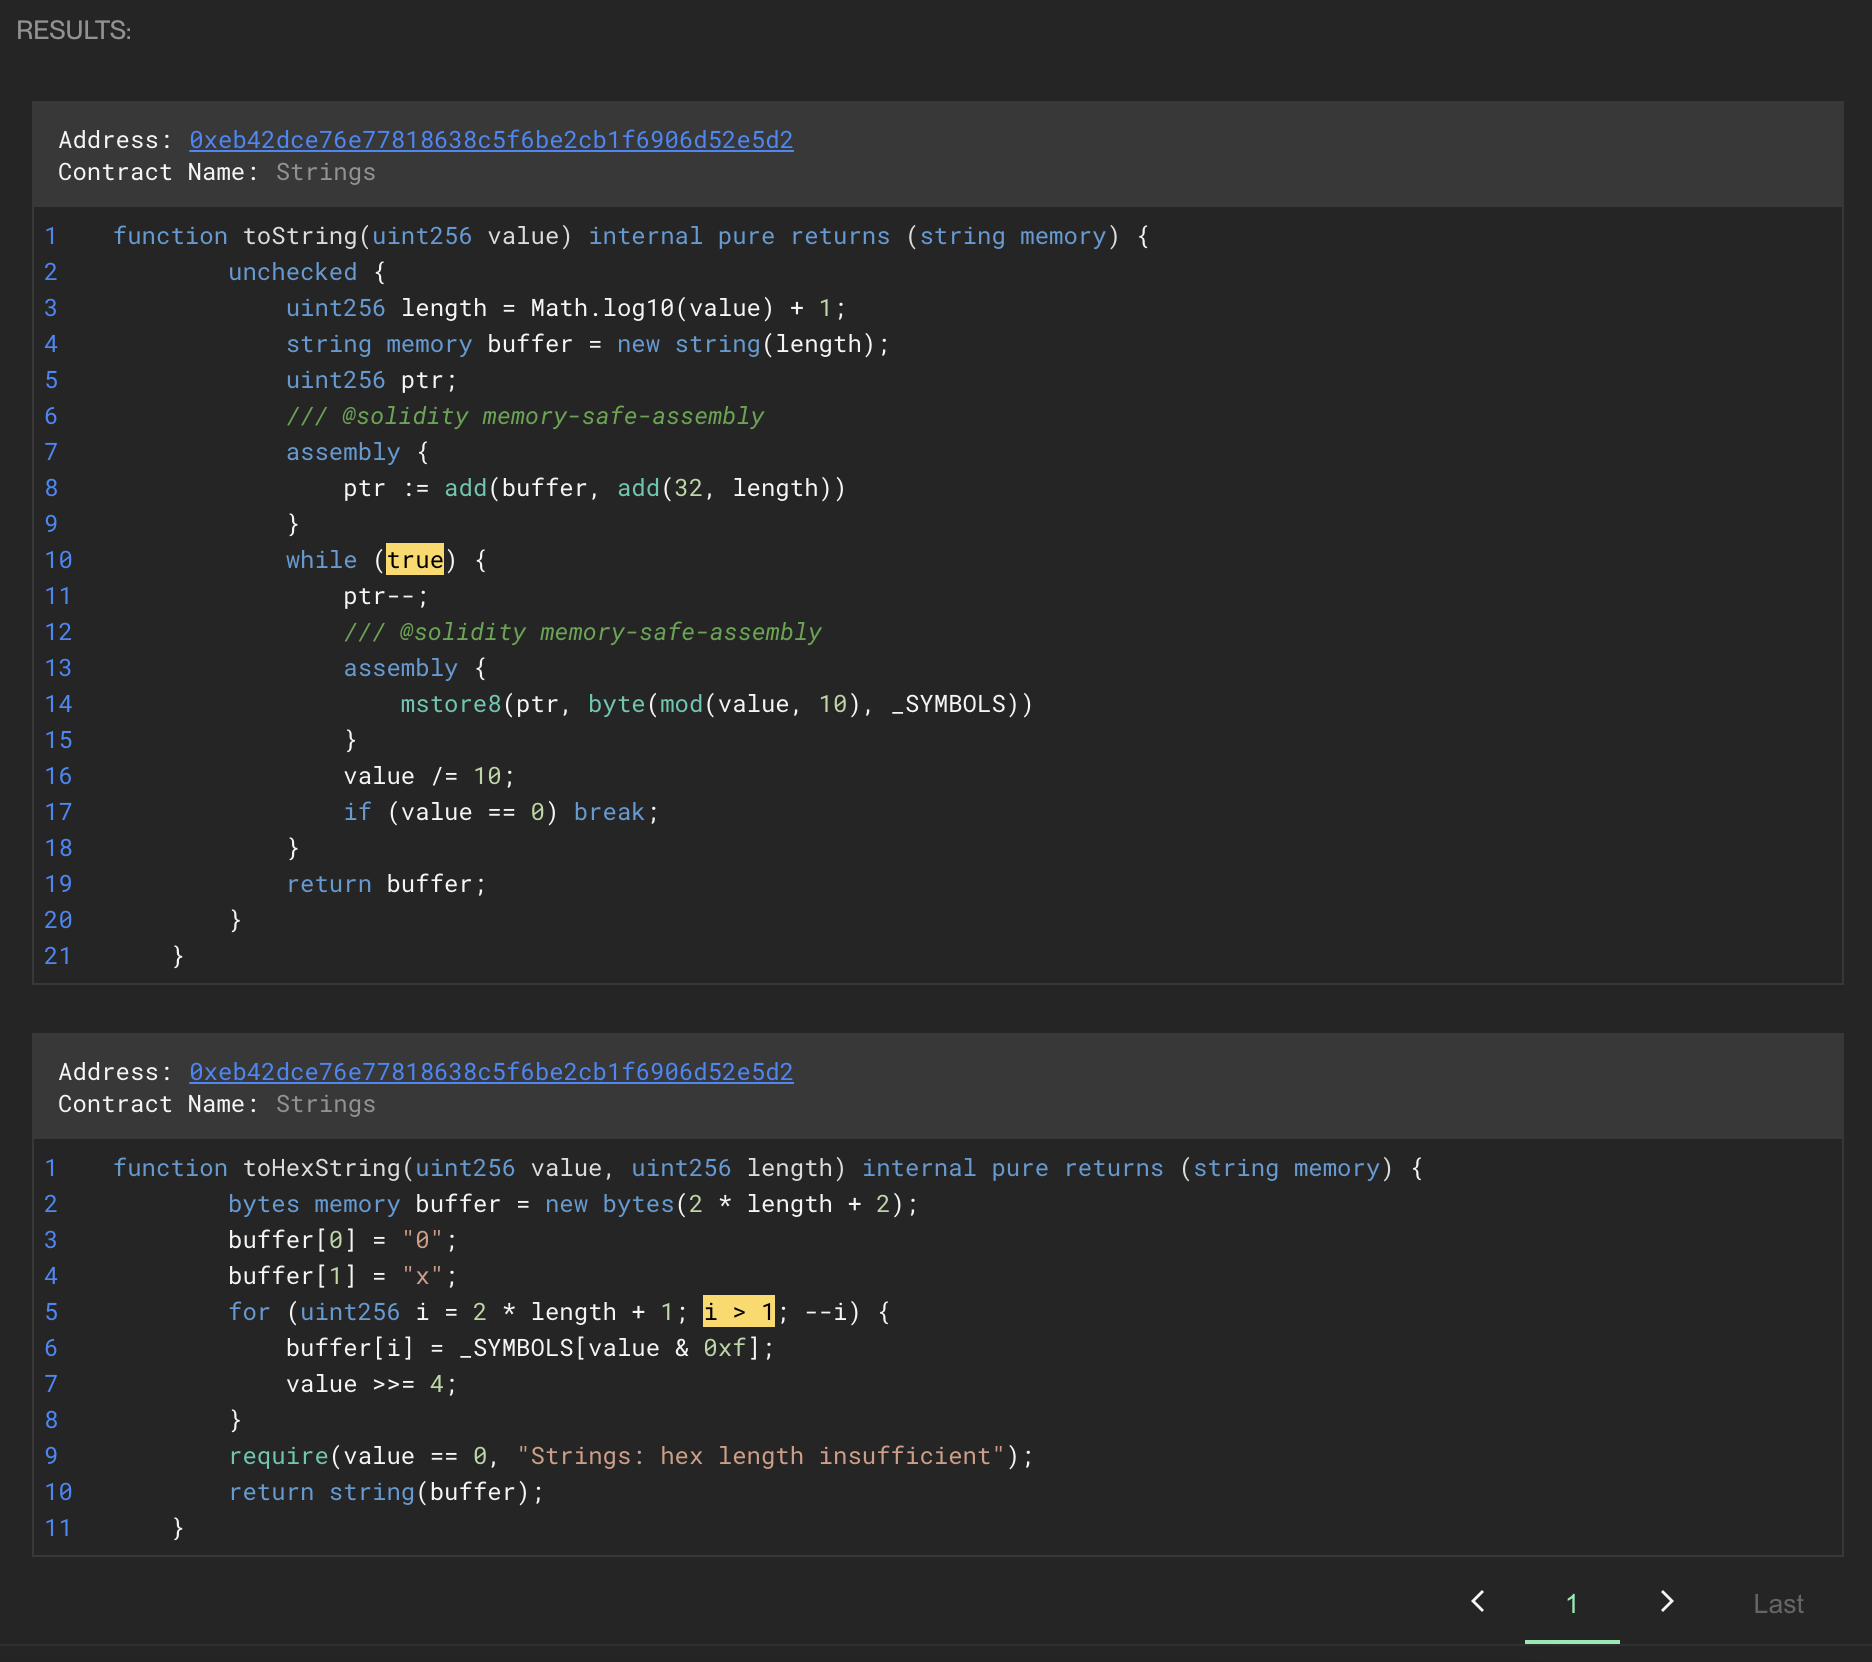 RESULTS:
Address: 0xeb42dce76e77818638c5f6be2cb1f6906d52e5d2
Contract Name: Strings
1    function toString(uint256 value) internal pure returns (string memory) {
2            unchecked {
3                uint256 length = Math.log10(value) + 1;
4                string memory buffer = new string(length);
5                uint256 ptr;
6                /// @solidity memory-safe-assembly
7                assembly {
8                    ptr := add(buffer, add(32, length))
9                }
10               while (true) {
11                   ptr--;
12                   /// @solidity memory-safe-assembly
13                   assembly {
14                       mstore8(ptr, byte(mod(value, 10), _SYMBOLS))
15                   }
16                   value /= 10;
17                   if (value == 0) break;
18               }
19               return buffer;
20           }
21       }
Address: 0xeb42dce76e77818638c5f6be2cb1f6906d52e5d2
Contract Name: Strings
1    function toHexString(uint256 value, uint256 length) internal pure returns (string memory) {
2            bytes memory buffer = new bytes(2 * length + 2);
3            buffer[0] = "0";
4            buffer[1] = "x";
5            for (uint256 i = 2 * length + 1; i > 1; --i) {
6                buffer[i] = _SYMBOLS[value & 0xf];
7                value >>= 4;
8            }
9            require(value == 0, "Strings: hex length insufficient");
10           return string(buffer);
11       }
1 Last